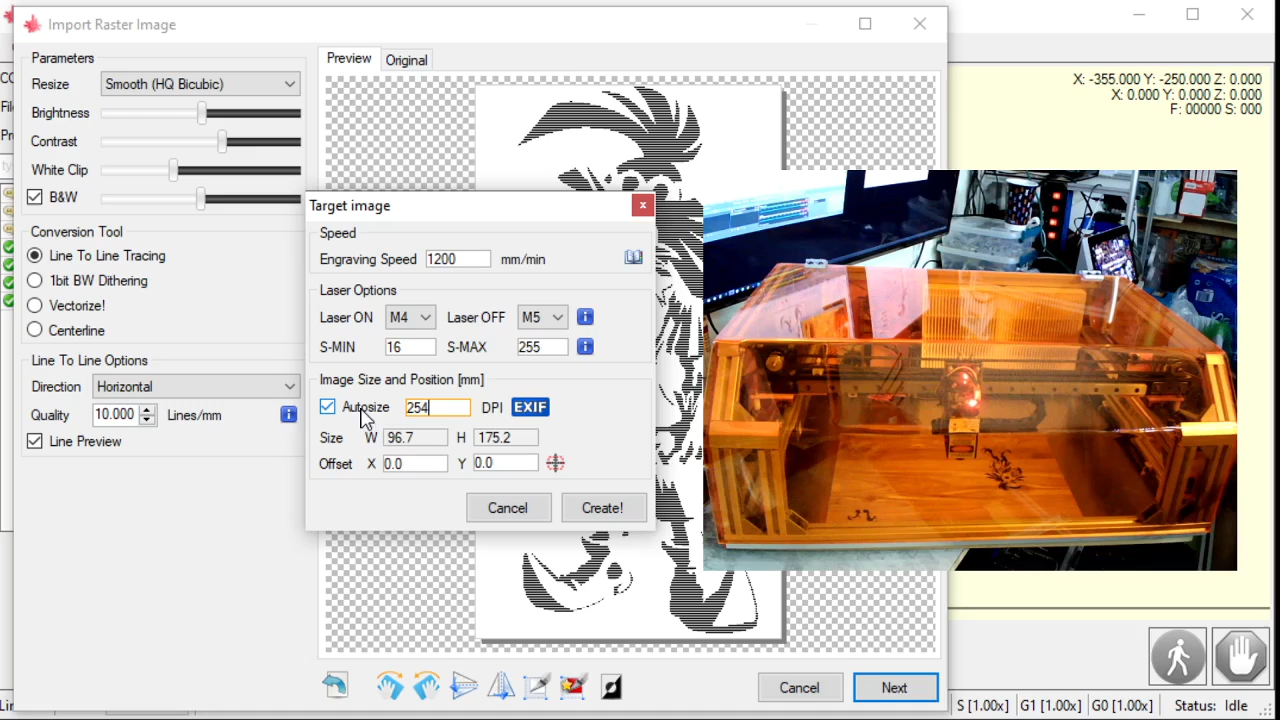 Import Raster Image
Parameters
Resize Smooth (HQ Bicubic)
Brightness
Contrast
White Clip
B&W
Conversion Tool
Line To Line Tracing
1bit BW Dithering
Vectorize!
Centerline
Line To Line Options
Direction Horizontal
Quality 10.000 Lines/mm
Line Preview
Preview Original
Target image
Speed
Engraving Speed 1200 mm/min
Laser Options
Laser ON M4 Laser OFF M5
S-MIN 16 S-MAX 255
Image Size and Position [mm]
Autosize 254 DPI EXIF
Size W 96.7 H 175.2
Offset X 0.0 Y 0.0
Cancel Create!
Cancel Next
X: -355.000 Y: -250.000 Z: 0.000
X: 0.000 Y: 0.000 Z: 0.000
F: 00000 S: 000
S [1.00x] G1 [1.00x] G0 [1.00x] Status: Idle